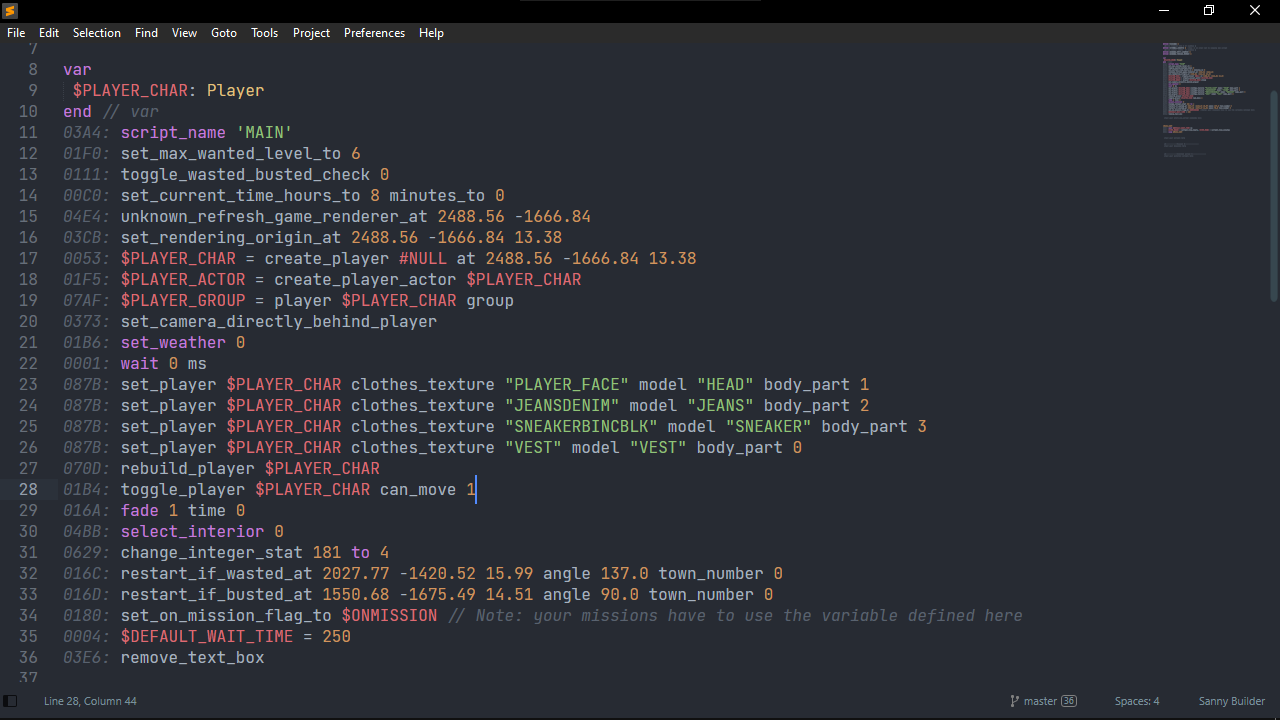 File Edit Selection Find View Goto Tools Project Preferences Help
7
8 var
9 $PLAYER_CHAR: Player
10 end // var
11 03A4: script_name 'MAIN'
12 01F0: set_max_wanted_level_to 6
13 0111: toggle_wasted_busted_check 0
14 00C0: set_current_time_hours_to 8 minutes_to 0
15 04E4: unknown_refresh_game_renderer_at 2488.56 -1666.84
16 03CB: set_rendering_origin_at 2488.56 -1666.84 13.38
17 0053: $PLAYER_CHAR = create_player #NULL at 2488.56 -1666.84 13.38
18 01F5: $PLAYER_ACTOR = create_player_actor $PLAYER_CHAR
19 07AF: $PLAYER_GROUP = player $PLAYER_CHAR group
20 0373: set_camera_directly_behind_player
21 01B6: set_weather 0
22 0001: wait 0 ms
23 087B: set_player $PLAYER_CHAR clothes_texture "PLAYER_FACE" model "HEAD" body_part 1
24 087B: set_player $PLAYER_CHAR clothes_texture "JEANSDENIM" model "JEANS" body_part 2
25 087B: set_player $PLAYER_CHAR clothes_texture "SNEAKERBINCBLK" model "SNEAKER" body_part 3
26 087B: set_player $PLAYER_CHAR clothes_texture "VEST" model "VEST" body_part 0
27 070D: rebuild_player $PLAYER_CHAR
28 01B4: toggle_player $PLAYER_CHAR can_move 1
29 016A: fade 1 time 0
30 04BB: select_interior 0
31 0629: change_integer_stat 181 to 4
32 016C: restart_if_wasted_at 2027.77 -1420.52 15.99 angle 137.0 town_number 0
33 016D: restart_if_busted_at 1550.68 -1675.49 14.51 angle 90.0 town_number 0
34 0180: set_on_mission_flag_to $ONMISSION // Note: your missions have to use the variable defined here
35 0004: $DEFAULT_WAIT_TIME = 250
36 03E6: remove_text_box
37
Line 28, Column 44 master 36 Spaces: 4 Sanny Builder